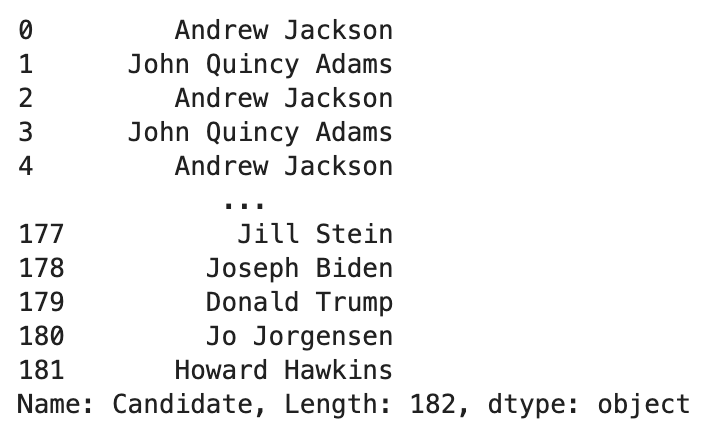 0 Andrew Jackson
1 John Quincy Adams
2 Andrew Jackson
3 John Quincy Adams
4 Andrew Jackson
...
177 Jill Stein
178 Joseph Biden
179 Donald Trump
180 Jo Jorgensen
181 Howard Hawkins
Name: Candidate, Length: 182, dtype: object